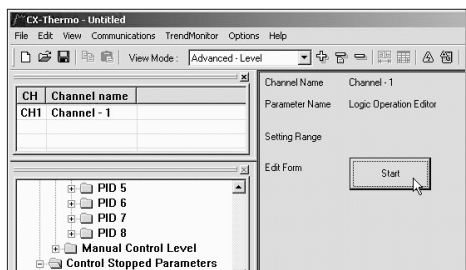 CX-Thermo - Untitled
File Edit View Communications TrendMonitor Options Help
View Mode : Advanced - Level
CH Channel name
CH1 Channel - 1
PID 5
PID 6
PID 7
PID 8
Manual Control Level
Control Stopped Parameters
Channel Name Channel - 1
Parameter Name Logic Operation Editor
Setting Range
Edit Form Start